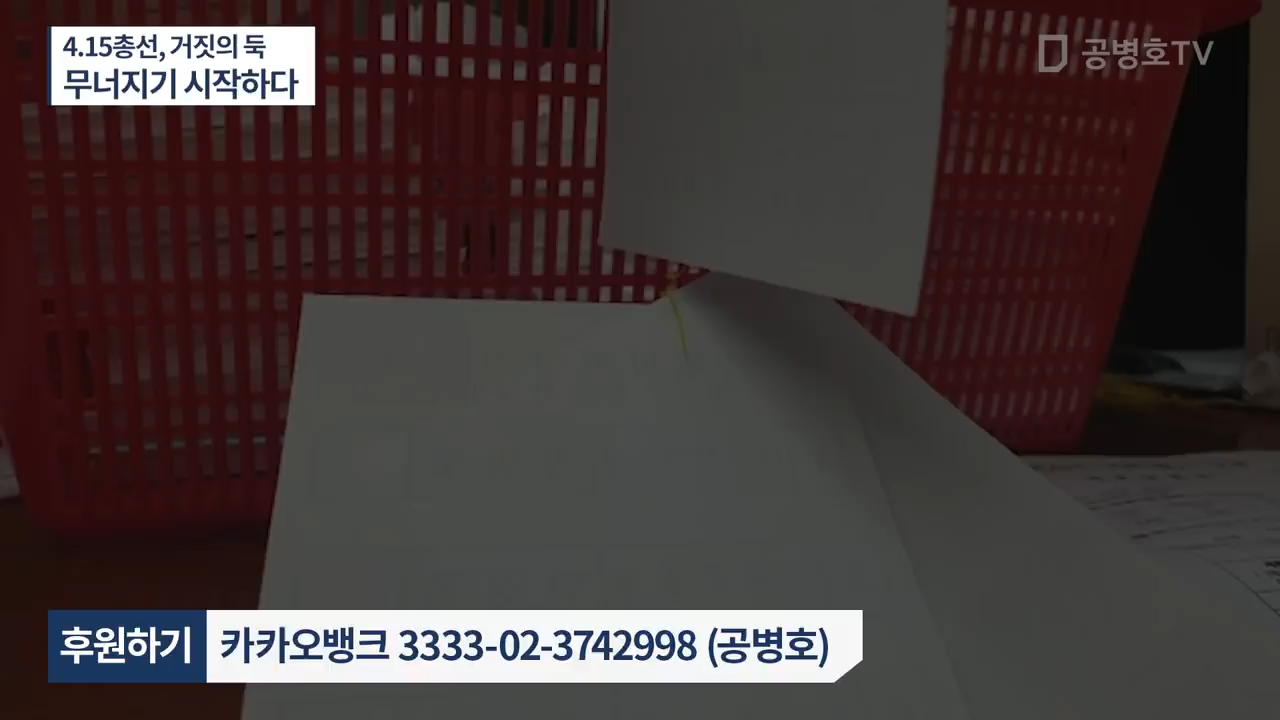 4.15총선, 거짓의 둑
무너지기 시작하다
공병호TV
후원하기
카카오뱅크 3333-02-3742998 (공병호)